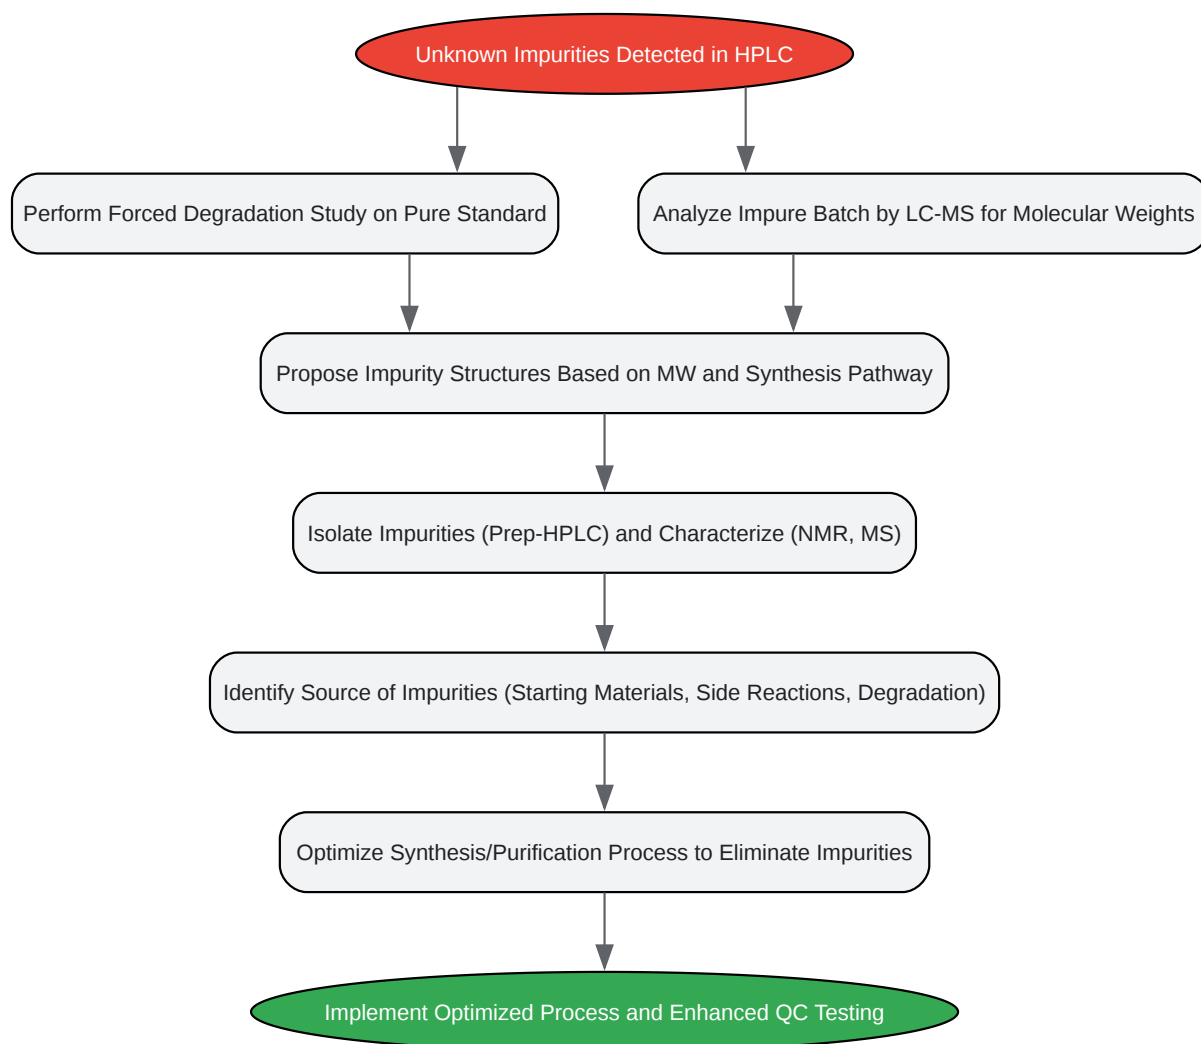 Unknown Impurities Detected in HPLC
Perform Forced Degradation Study on Pure Standard
Analyze Impure Batch by LC-MS for Molecular Weights
Propose Impurity Structures Based on MW and Synthesis Pathway
Isolate Impurities (Prep-HPLC) and Characterize (NMR, MS)
Identify Source of Impurities (Starting Materials, Side Reactions, Degradation)
Optimize Synthesis/Purification Process to Eliminate Impurities
Implement Optimized Process and Enhanced QC Testing